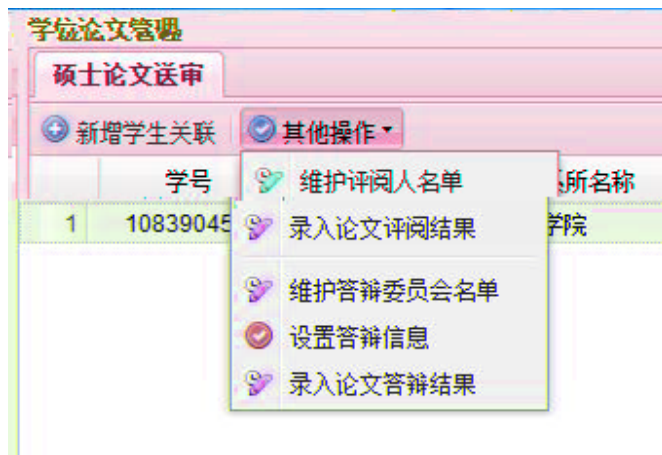 学位论文管理
硕士论文送审
新增学生关联 其他操作
学号 系所名称
1 10839045 学院
维护评阅人名单
录入论文评阅结果
维护答辩委员会名单
设置答辩信息
录入论文答辩结果